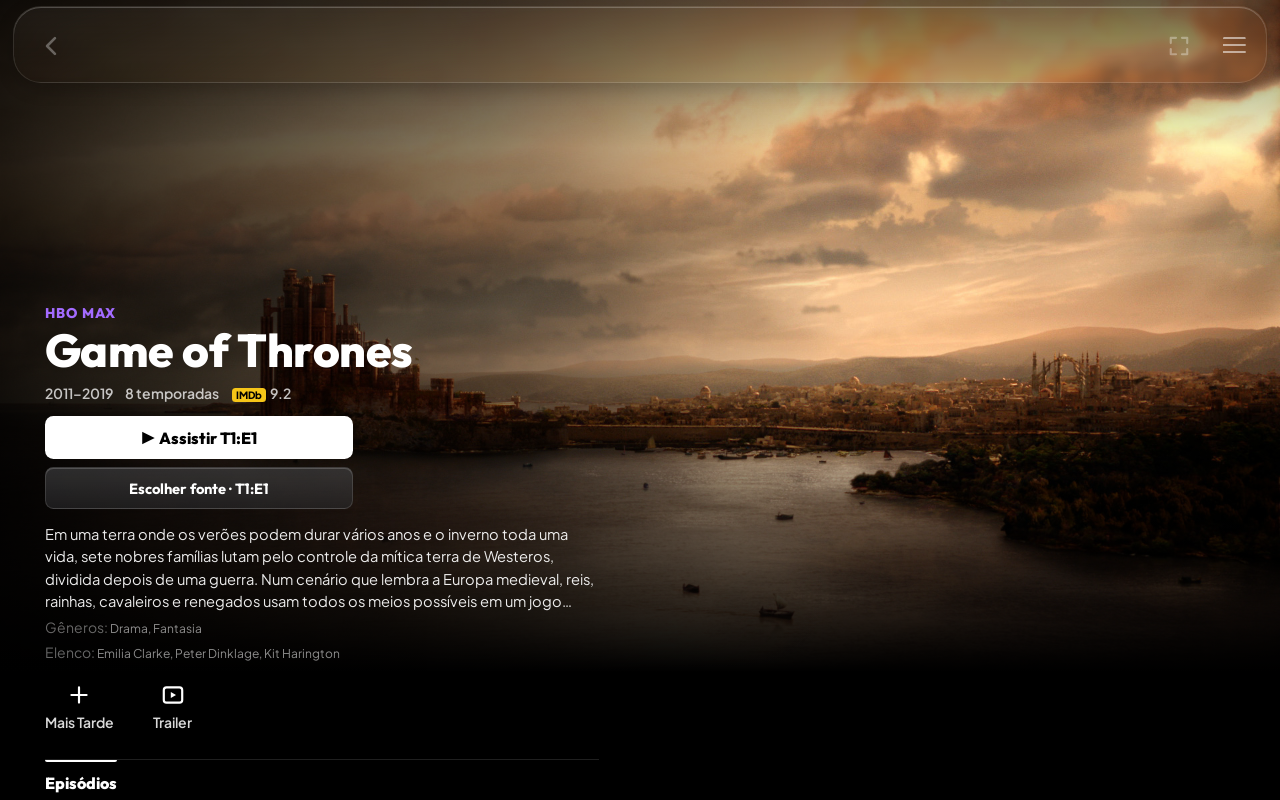 HBO MAX
Game of Thrones
2011–2019 8 temporadas IMDb 9.2
Assistir T1:E1
Escolher fonte · T1:E1
Em uma terra onde os verões podem durar vários anos e o inverno toda uma
vida, sete nobres famílias lutam pelo controle da mítica terra de Westeros,
dividida depois de uma guerra. Num cenário que lembra a Europa medieval, reis,
rainhas, cavaleiros e renegados usam todos os meios possíveis em um jogo...
Gêneros: Drama, Fantasia
Elenco: Emilia Clarke, Peter Dinklage, Kit Harington
Mais Tarde Trailer
Episódios